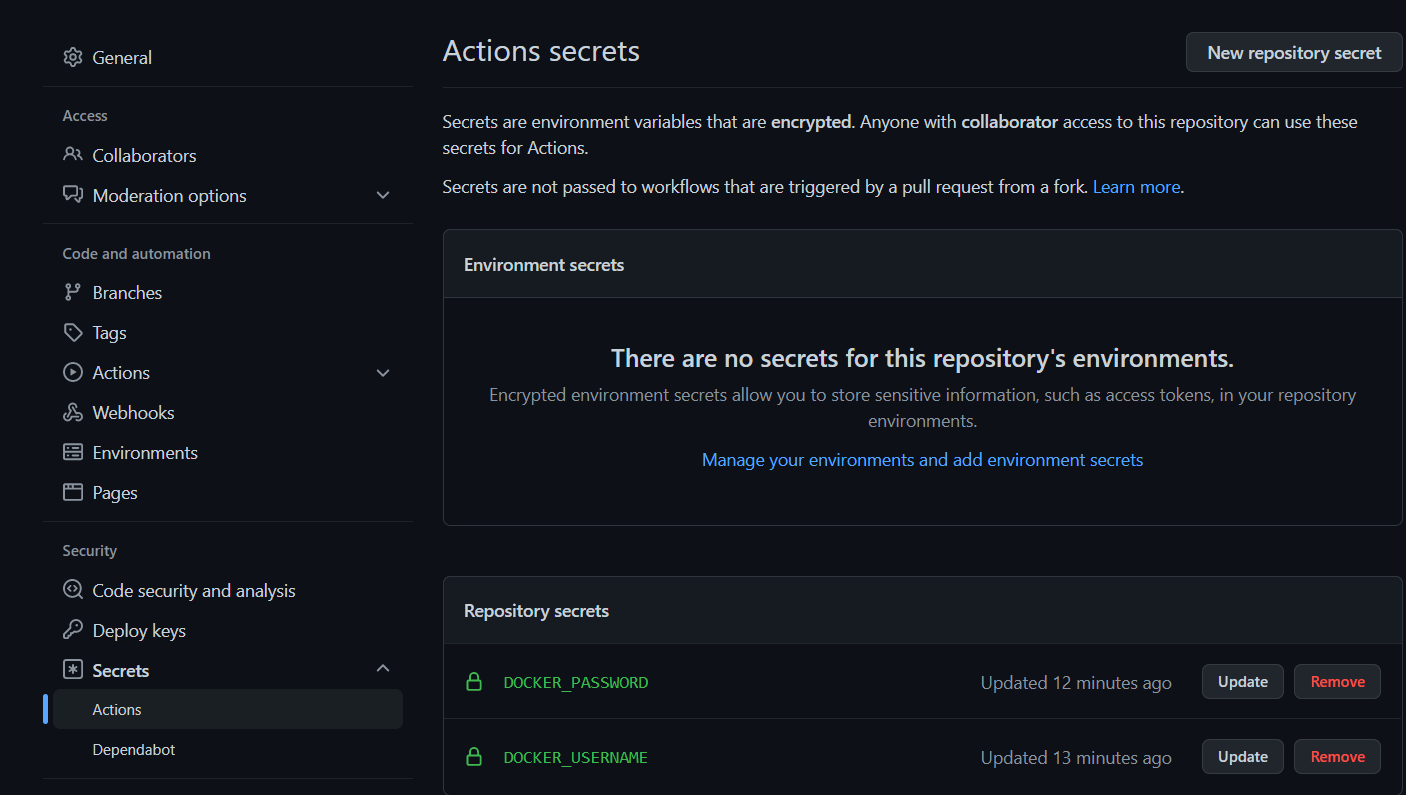 General
Access
Collaborators
Moderation options
Code and automation
Branches
Tags
Actions
Webhooks
Environments
Pages
Security
Code security and analysis
Deploy keys
Secrets
Actions
Dependabot
Actions secrets
New repository secret
Secrets are environment variables that are encrypted. Anyone with collaborator access to this repository can use these
secrets for Actions.
Secrets are not passed to workflows that are triggered by a pull request from a fork. Learn more.
Environment secrets
There are no secrets for this repository's environments.
Encrypted environment secrets allow you to store sensitive information, such as access tokens, in your repository
environments.
Manage your environments and add environment secrets
Repository secrets
DOCKER_PASSWORD Updated 12 minutes ago Update Remove
DOCKER_USERNAME Updated 13 minutes ago Update Remove